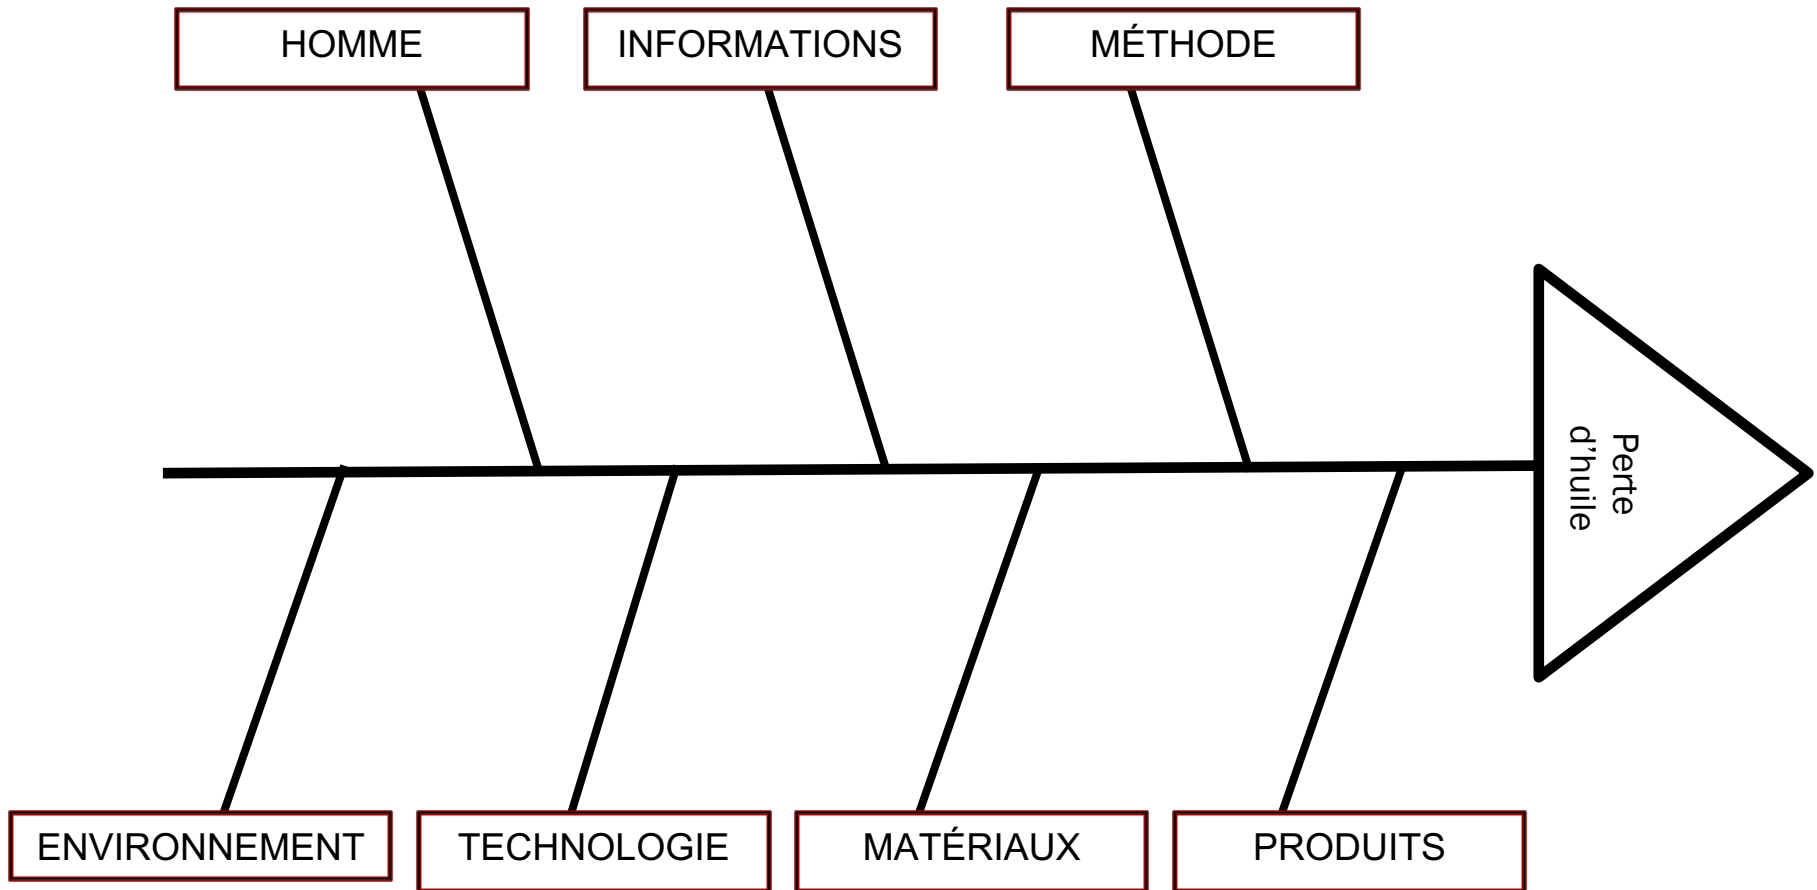 HOMME
INFORMATIONS
MÉTHODE
Perte
d'huile
ENVIRONNEMENT
TECHNOLOGIE
MATÉRIAUX
PRODUITS